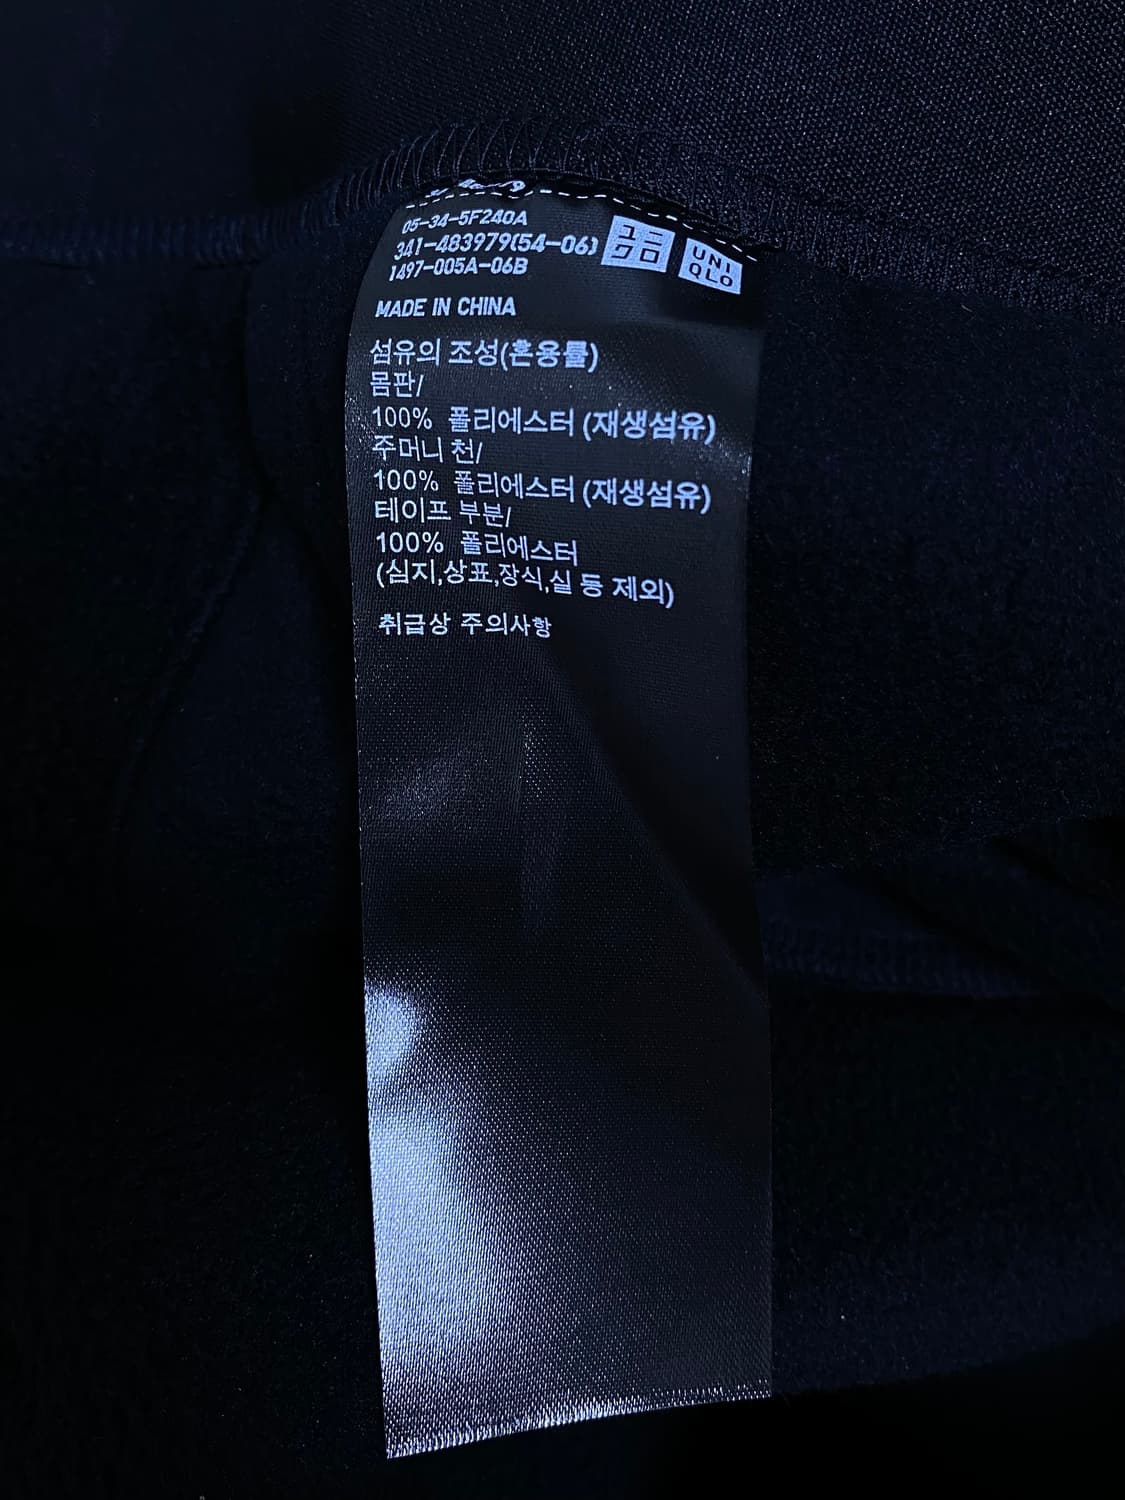 05-34-5F240A
341-483979(54-06)
1497-005A-06B
ユニ
クロ
UNI
QLO
MADE IN CHINA
섬유의 조성(혼용률)
몸판/
100% 폴리에스터 (재생섬유)
주머니 천/
100% 폴리에스터 (재생섬유)
테이프 부분/
100% 폴리에스터
(심지,상표,장식,실 등 제외)
취급상 주의사항